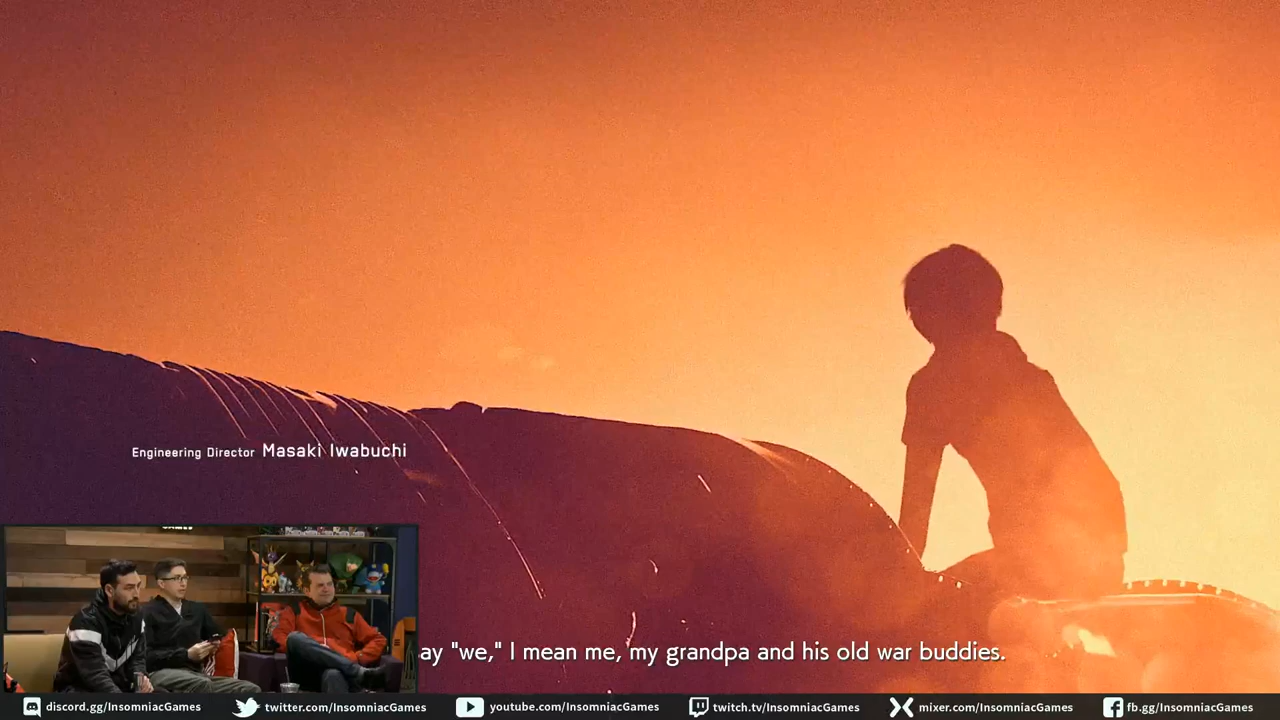 Engineering Director Masaki Iwabuchi
ay "we," I mean me, my grandpa and his old war buddies.
discord.gg/InsomniacGames
twitter.com/InsomniacGames
youtube.com/InsomniacGames
twitch.tv/InsomniacGames
mixer.com/InsomniacGames
fb.gg/InsomniacGames